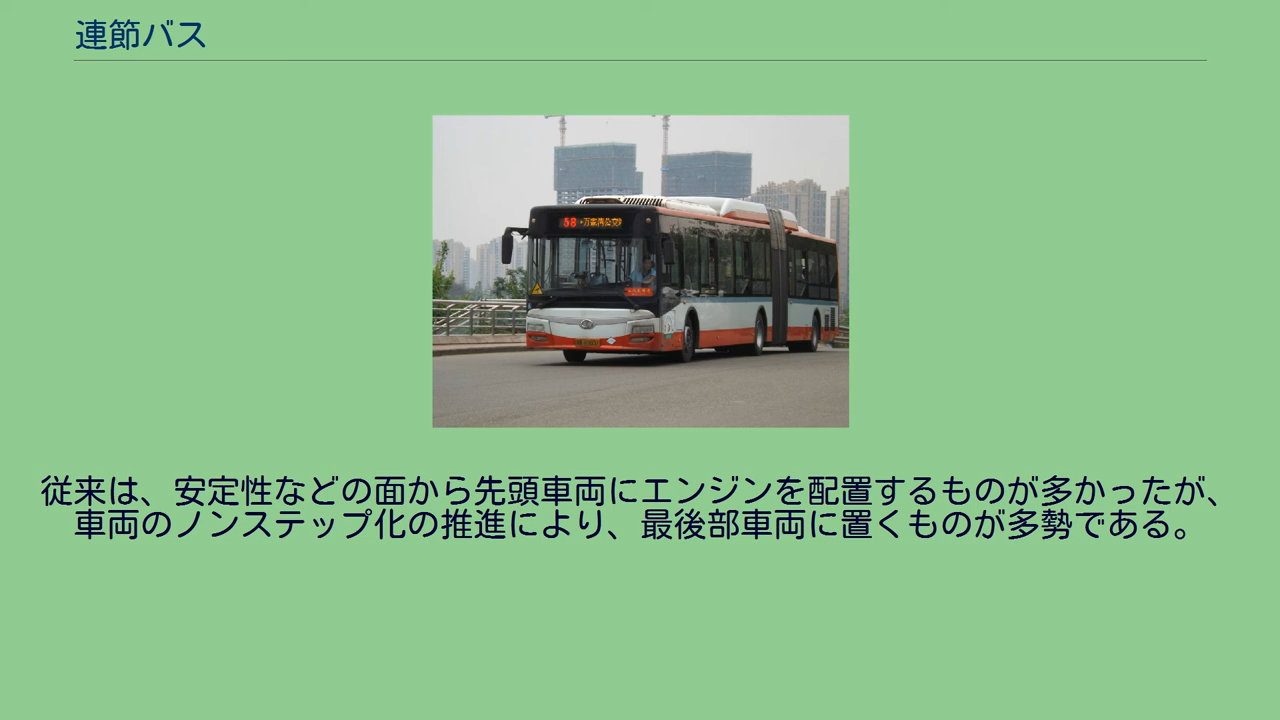 連節バス
58
従来は、安定性などの面から先頭車両にエンジンを配置するものが多かったが、
車両のノンステップ化の推進により、最後部車両に置くものが多勢である。